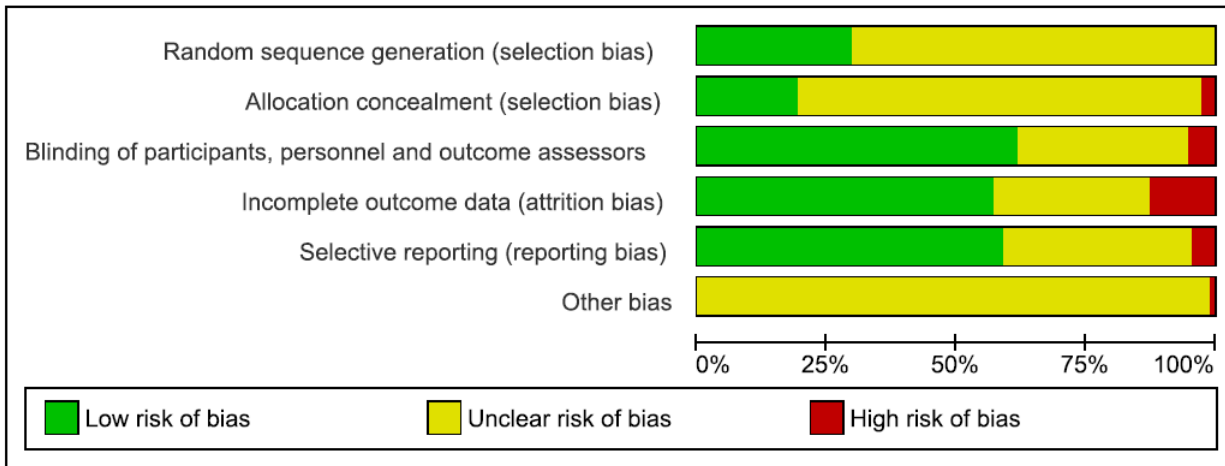 Random sequence generation (selection bias)
Allocation concealment (selection bias)
Blinding of participants, personnel and outcome assessors
Incomplete outcome data (attrition bias)
Selective reporting (reporting bias)
Other bias
0% 25% 50% 75% 100%
Low risk of bias Unclear risk of bias High risk of bias